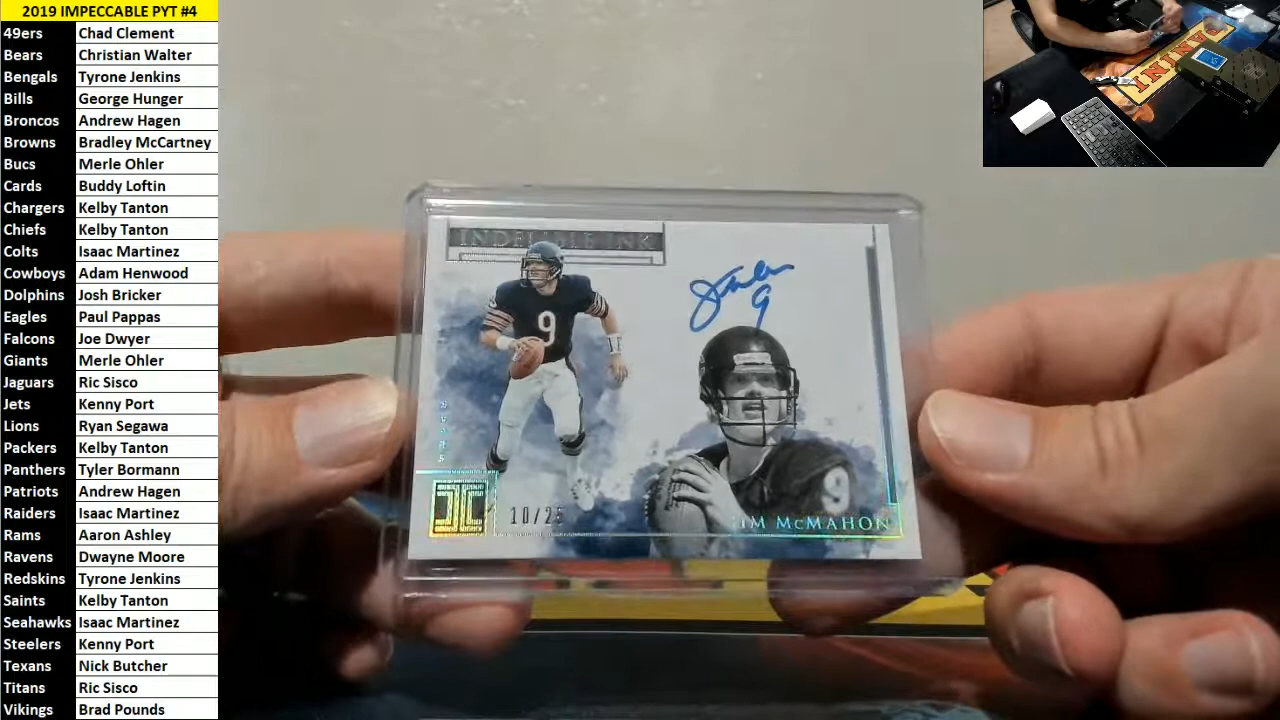 2019 IMPECCABLE PYT #4
49ers Chad Clement
Bears Christian Walter
Bengals Tyrone Jenkins
Bills George Hunger
Broncos Andrew Hagen
Browns Bradley McCartney
Bucs Merle Ohler
Cards Buddy Loftin
Chargers Kelby Tanton
Chiefs Kelby Tanton
Colts Isaac Martinez
Cowboys Adam Henwood
Dolphins Josh Bricker
Eagles Paul Pappas
Falcons Joe Dwyer
Giants Merle Ohler
Jaguars Ric Sisco
Jets Kenny Port
Lions Ryan Segawa
Packers Kelby Tanton
Panthers Tyler Bormann
Patriots Andrew Hagen
Raiders Isaac Martinez
Rams Aaron Ashley
Ravens Dwayne Moore
Redskins Tyrone Jenkins
Saints Kelby Tanton
Seahawks Isaac Martinez
Steelers Kenny Port
Texans Nick Butcher
Titans Ric Sisco
Vikings Brad Pounds
PANINI
INDELIBLE INK
9
9
9
10/25
JIM McMAHON